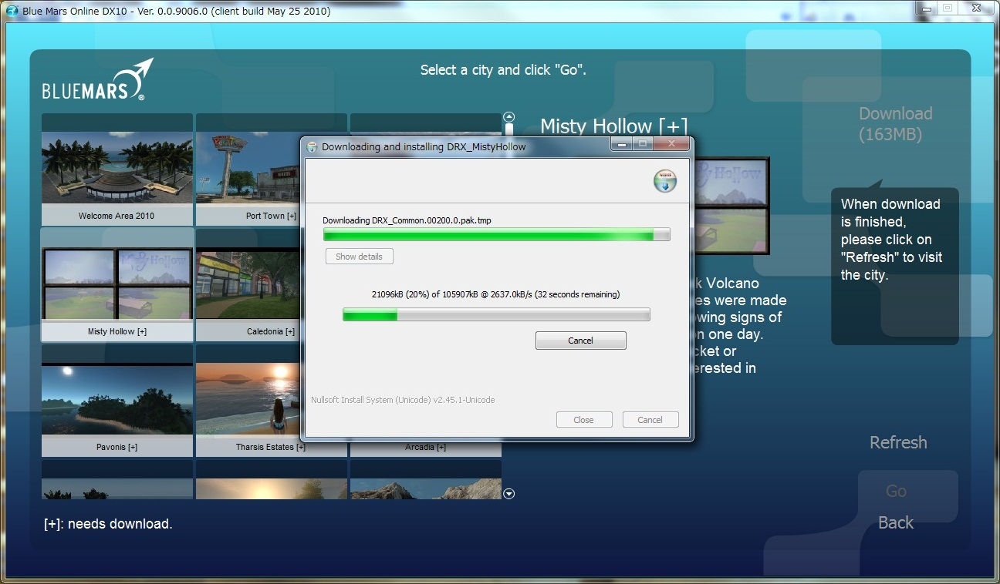 Blue Mars Online DX10 - Ver. 0.0.9006.0 (client build May 25 2010)
BLUEMARS®
Select a city and click "Go".
Misty Hollow [+]
Download
(163MB)
When download
is finished,
please click on
"Refresh" to visit
the city.
Welcome Area 2010
Port Town [+]
Misty Hollow [+]
Caledonia [+]
Pavonis [+]
Tharsis Estates [+]
Arcadia [+]
Downloading and installing DRX_MistyHollow
Downloading DRX_Common.00200.0.pak.tmp
Show details
21096kB (20%) of 105907kB @ 2637.0kB/s (32 seconds remaining)
Cancel
Nullsoft Install System (Unicode) v2.45.1-Unicode
Close
Cancel
k Volcano
es were made
wing signs of
n one day.
cket or
erested in
Refresh
Go
Back
[+]: needs download.